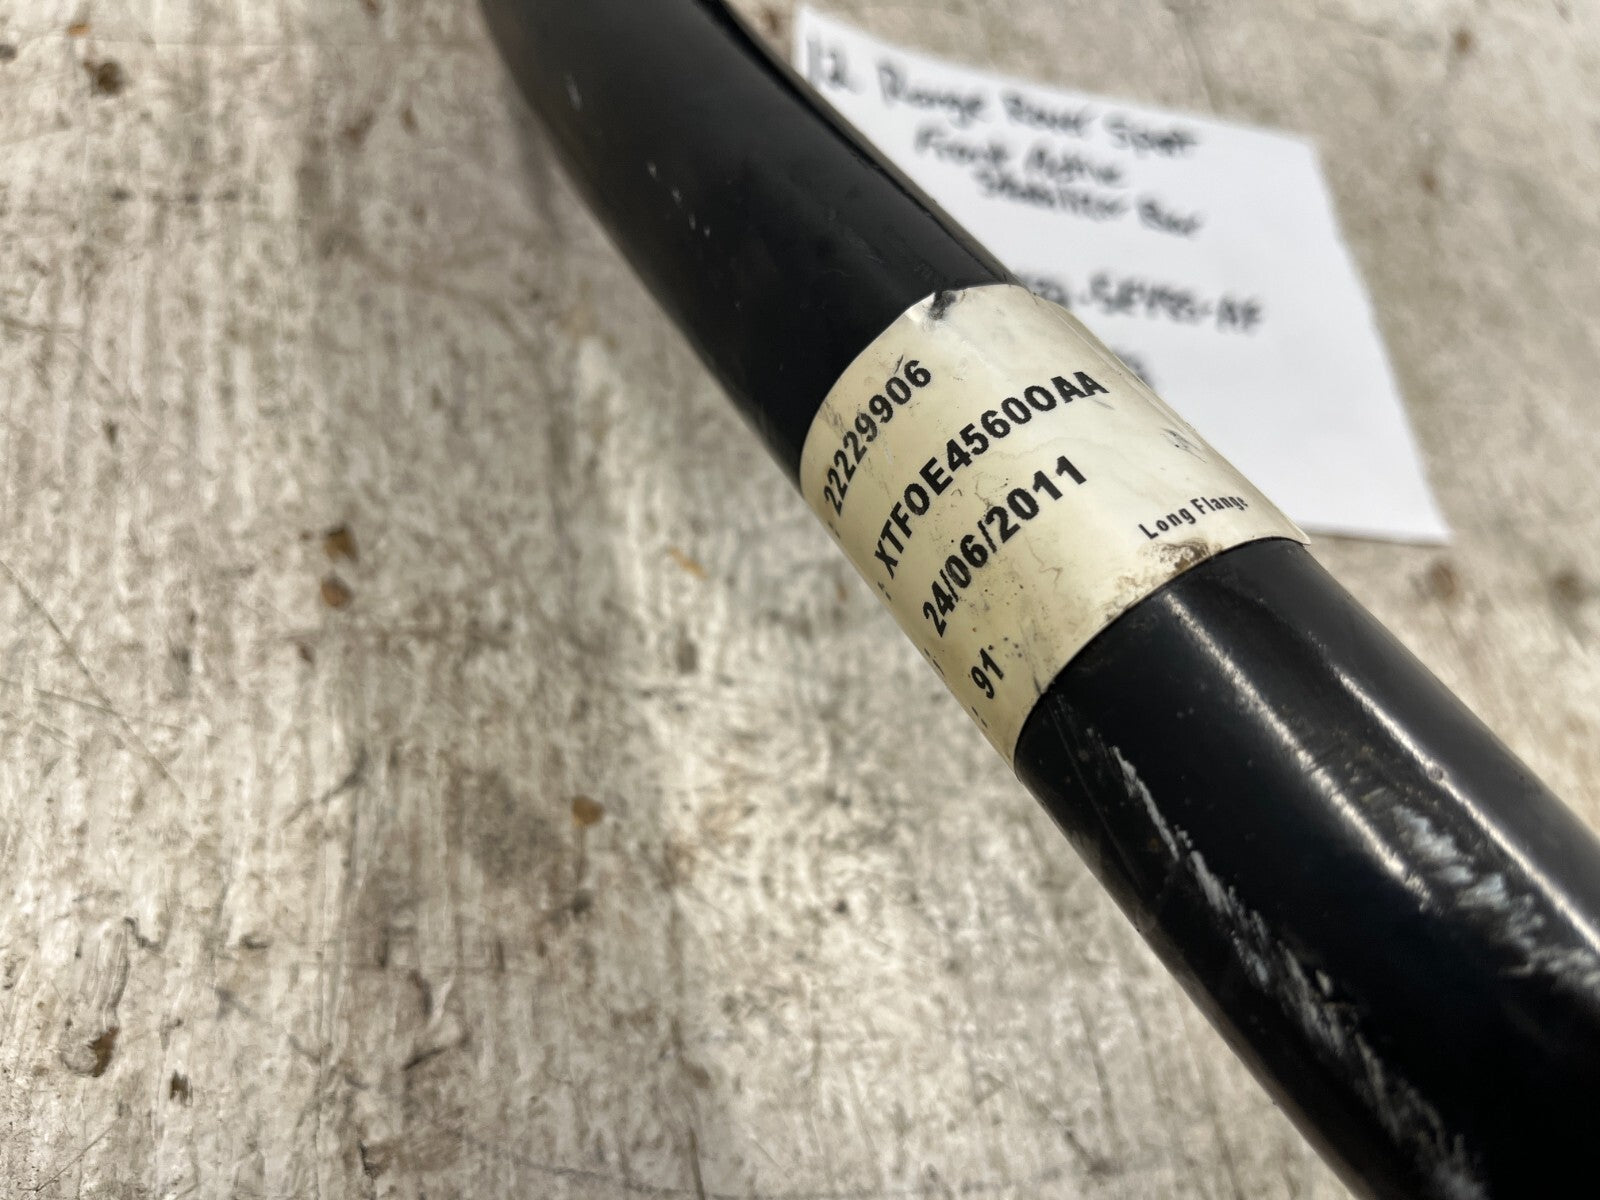 12 Range Rover Sport
Front Active
Stabilizer Bar
22229906
XTF0E45600AA
24/06/2011
Long Flange
91